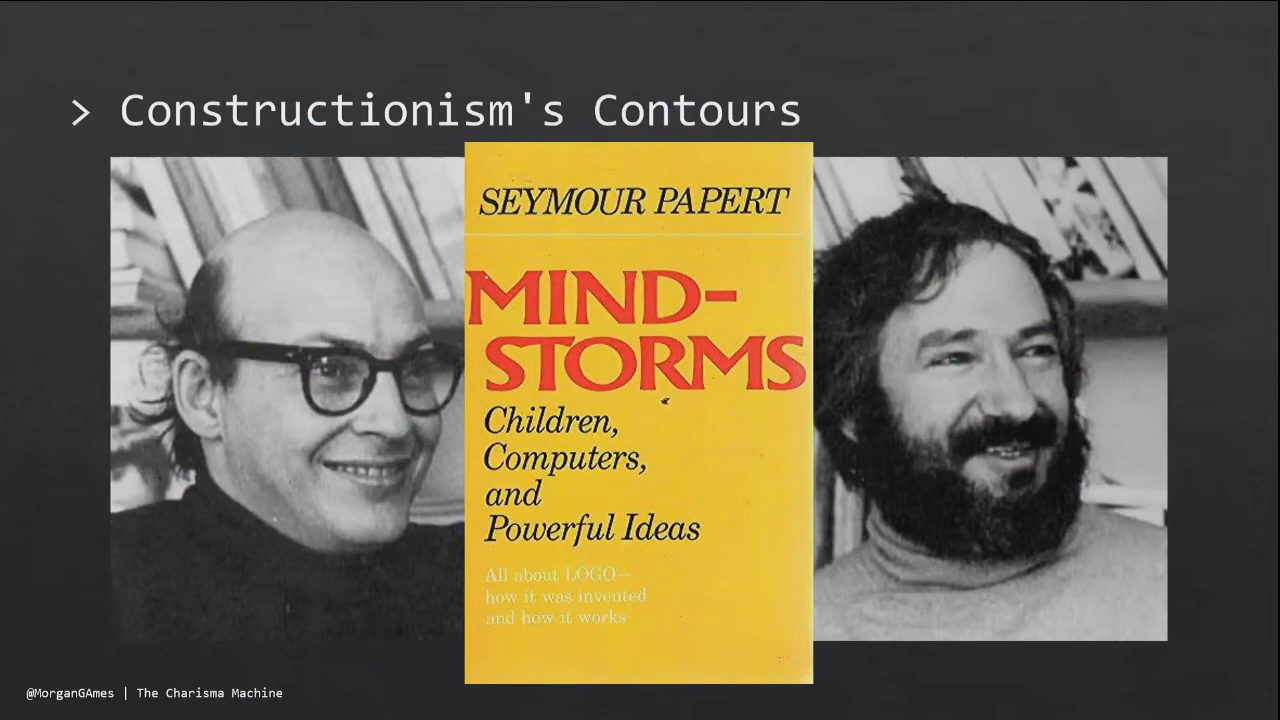 > Constructionism's Contours
SEYMOUR PAPERT
MIND-
STORMS
Children,
Computers,
and
Powerful Ideas
All about LOGO—
how it was invented
and how it works
@MorganGAmes | The Charisma Machine